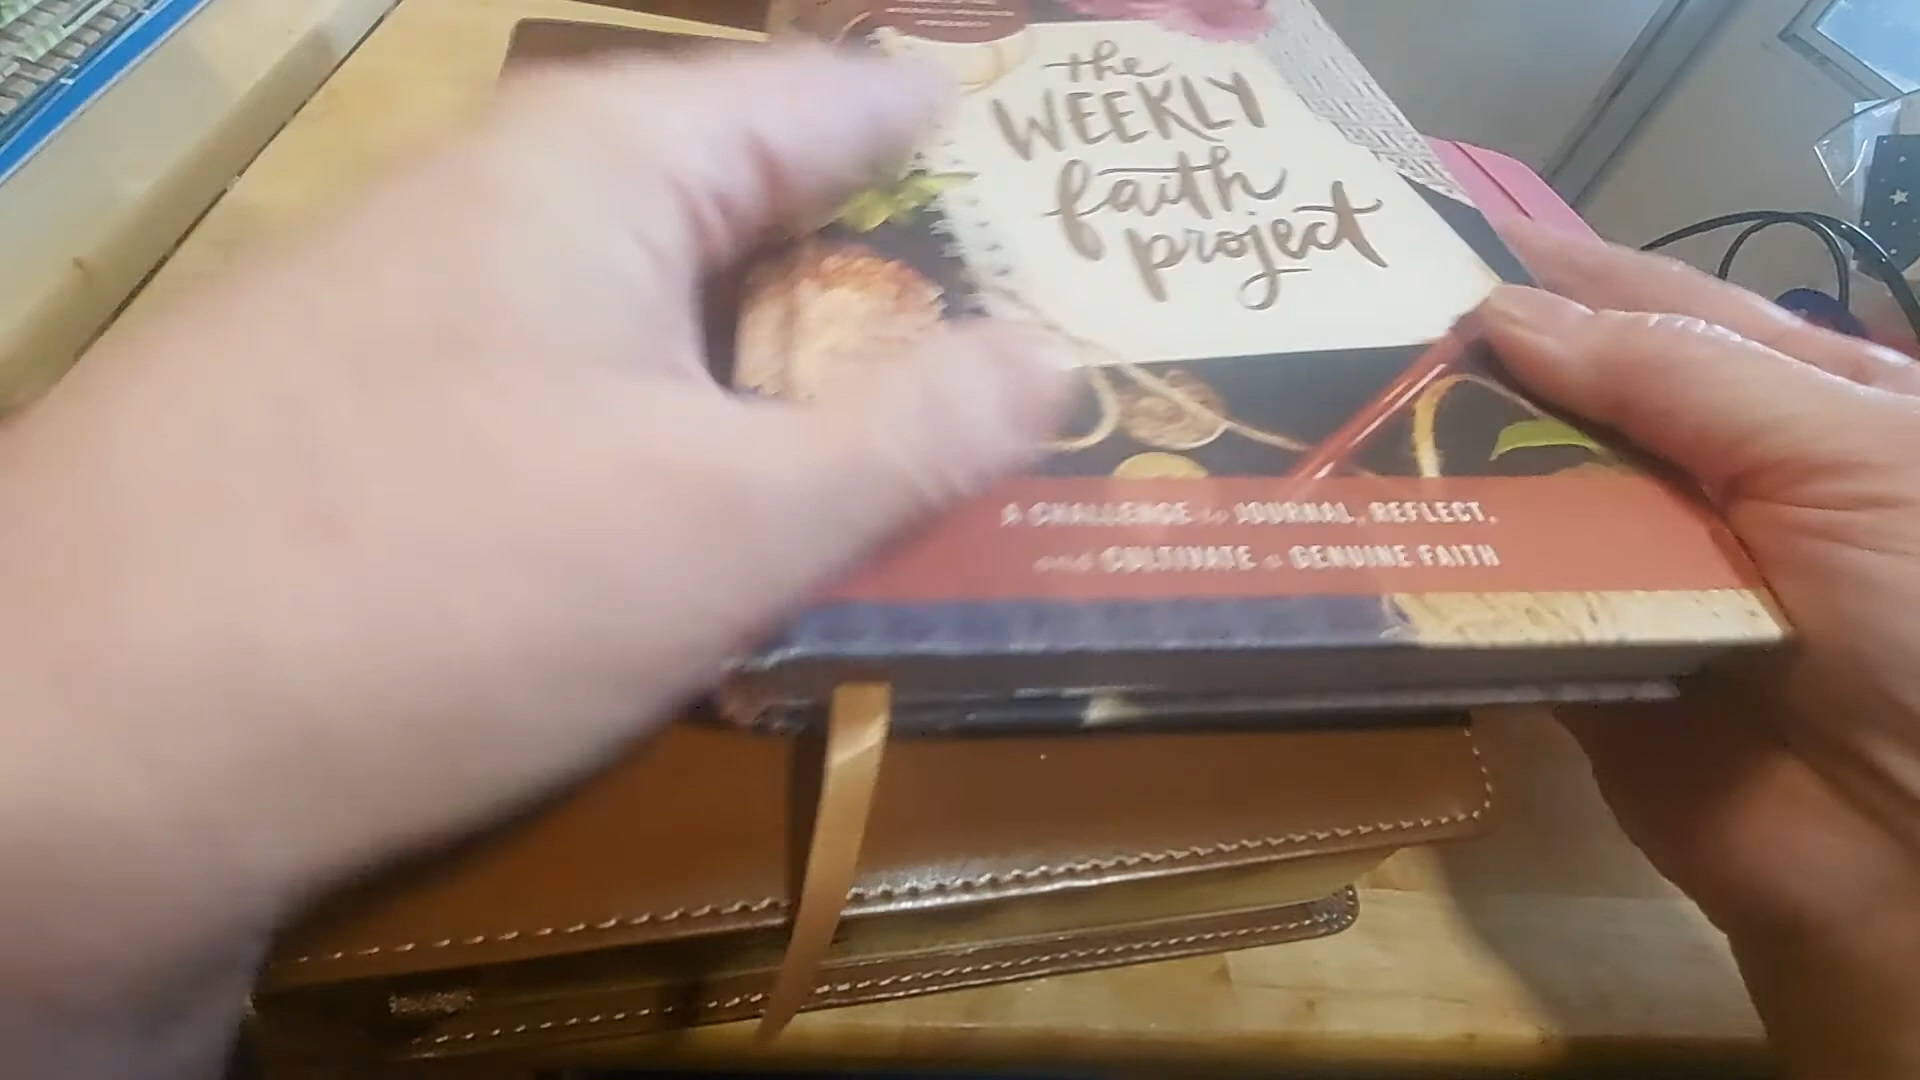 the
WEEKLY
faith
project
A CHALLENGE to JOURNAL, REFLECT,
and CULTIVATE a GENUINE FAITH